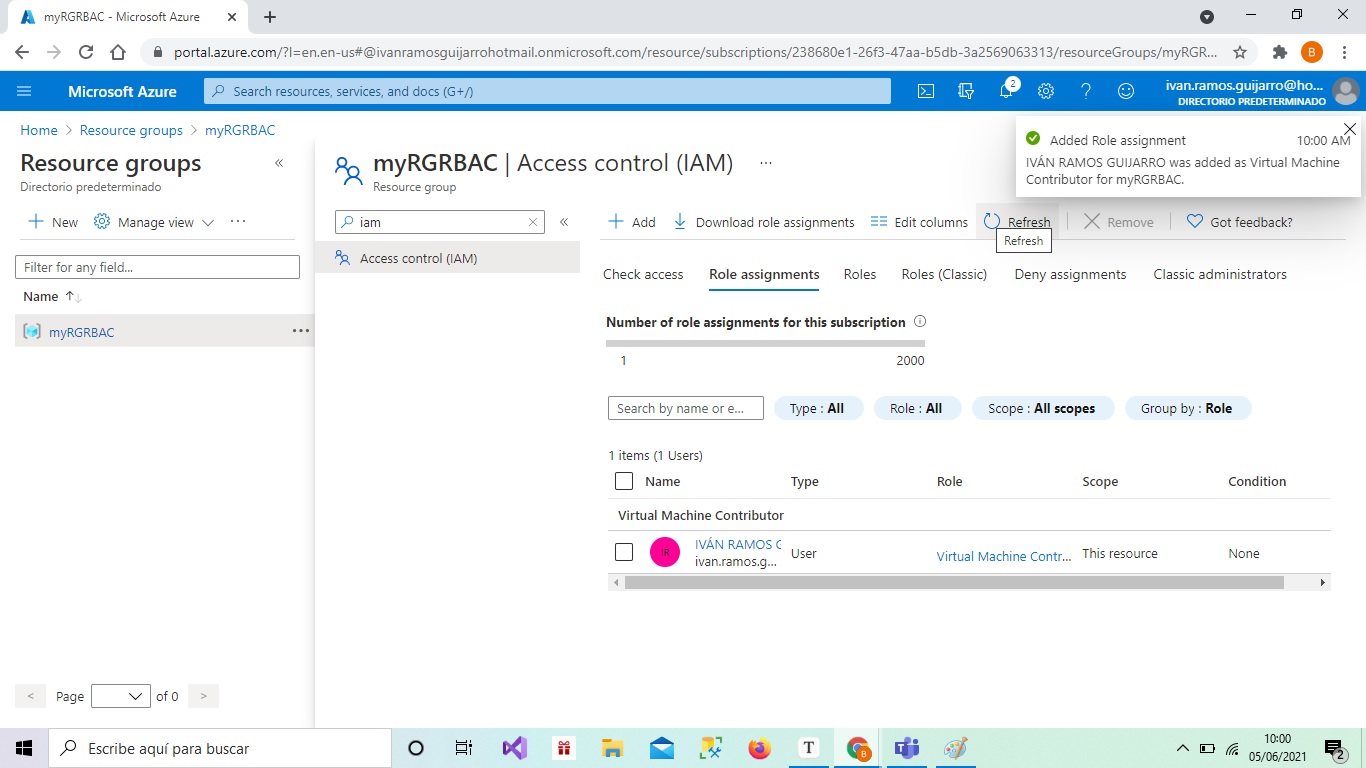 myRGRBAC - Microsoft Azure
portal.azure.com/?l=en.en-us#@ivanramosguijarrohotmail.onmicrosoft.com/resource/subscriptions/238680e1-26f3-47aa-b5db-3a2569063313/resourceGroups/myRGR...
B
Microsoft Azure
Search resources, services, and docs (G+/)
2
ivan.ramos.guijarro@ho...
DIRECTORIO PREDETERMINADO
Home > Resource groups > myRGRBAC
Added Role assignment 10:00 AM
IVÁN RAMOS GUIJARRO was added as Virtual Machine
Contributor for myRGRBAC.
Resource groups
Directorio predeterminado
New Manage view ...
Filter for any field...
Name
myRGRBAC ...
Page of 0
myRGRBAC | Access control (IAM) ...
Resource group
iam
Access control (IAM)
Add Download role assignments Edit columns Refresh Remove Got feedback?
Refresh
Check access Role assignments Roles Roles (Classic) Deny assignments Classic administrators
Number of role assignments for this subscription
1 2000
Search by name or e... Type : All Role : All Scope : All scopes Group by : Role
1 items (1 Users)
Name Type Role Scope Condition
Virtual Machine Contributor
IR IVÁN RAMOS G User Virtual Machine Contr... This resource None
ivan.ramos.g...
Escribe aquí para buscar
T
B
10:00
05/06/2021
2